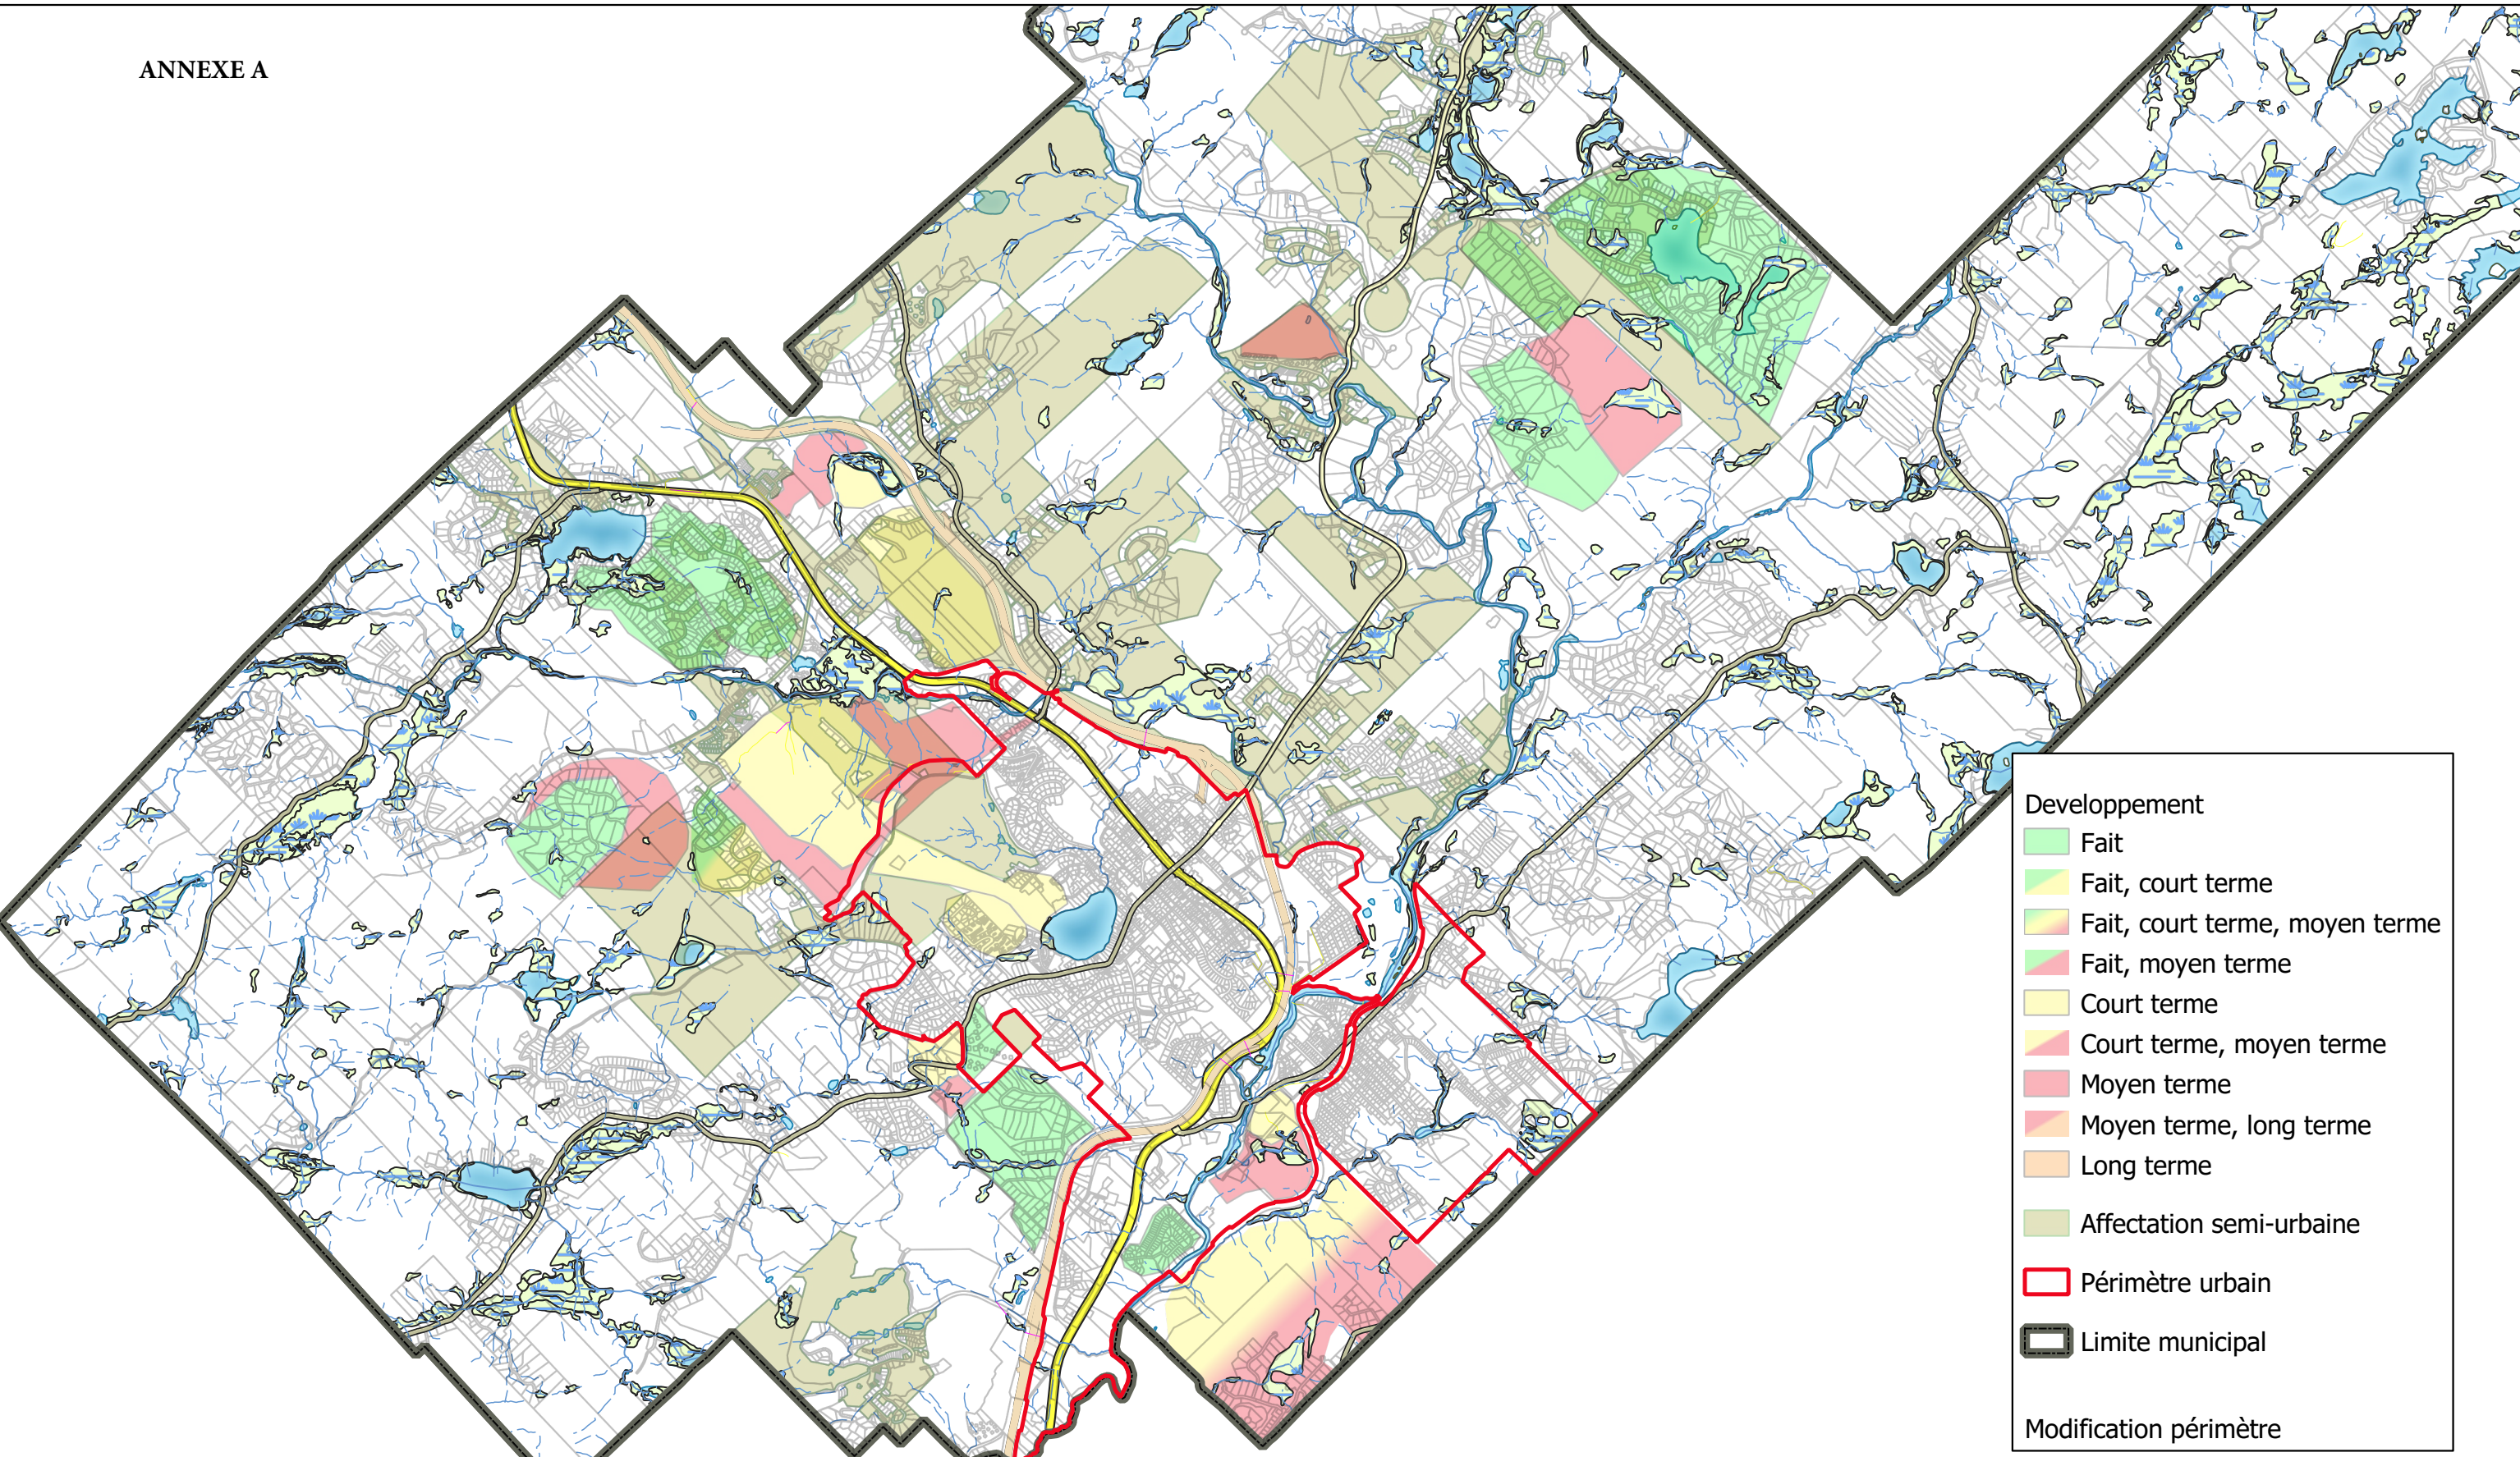 ANNEXE A
Developpement
Fait
Fait, court terme
Fait, court terme, moyen terme
Fait, moyen terme
Court terme
Court terme, moyen terme
Moyen terme
Moyen terme, long terme
Long terme
Affectation semi-urbaine
Périmètre urbain
Limite municipal
Modification périmètre